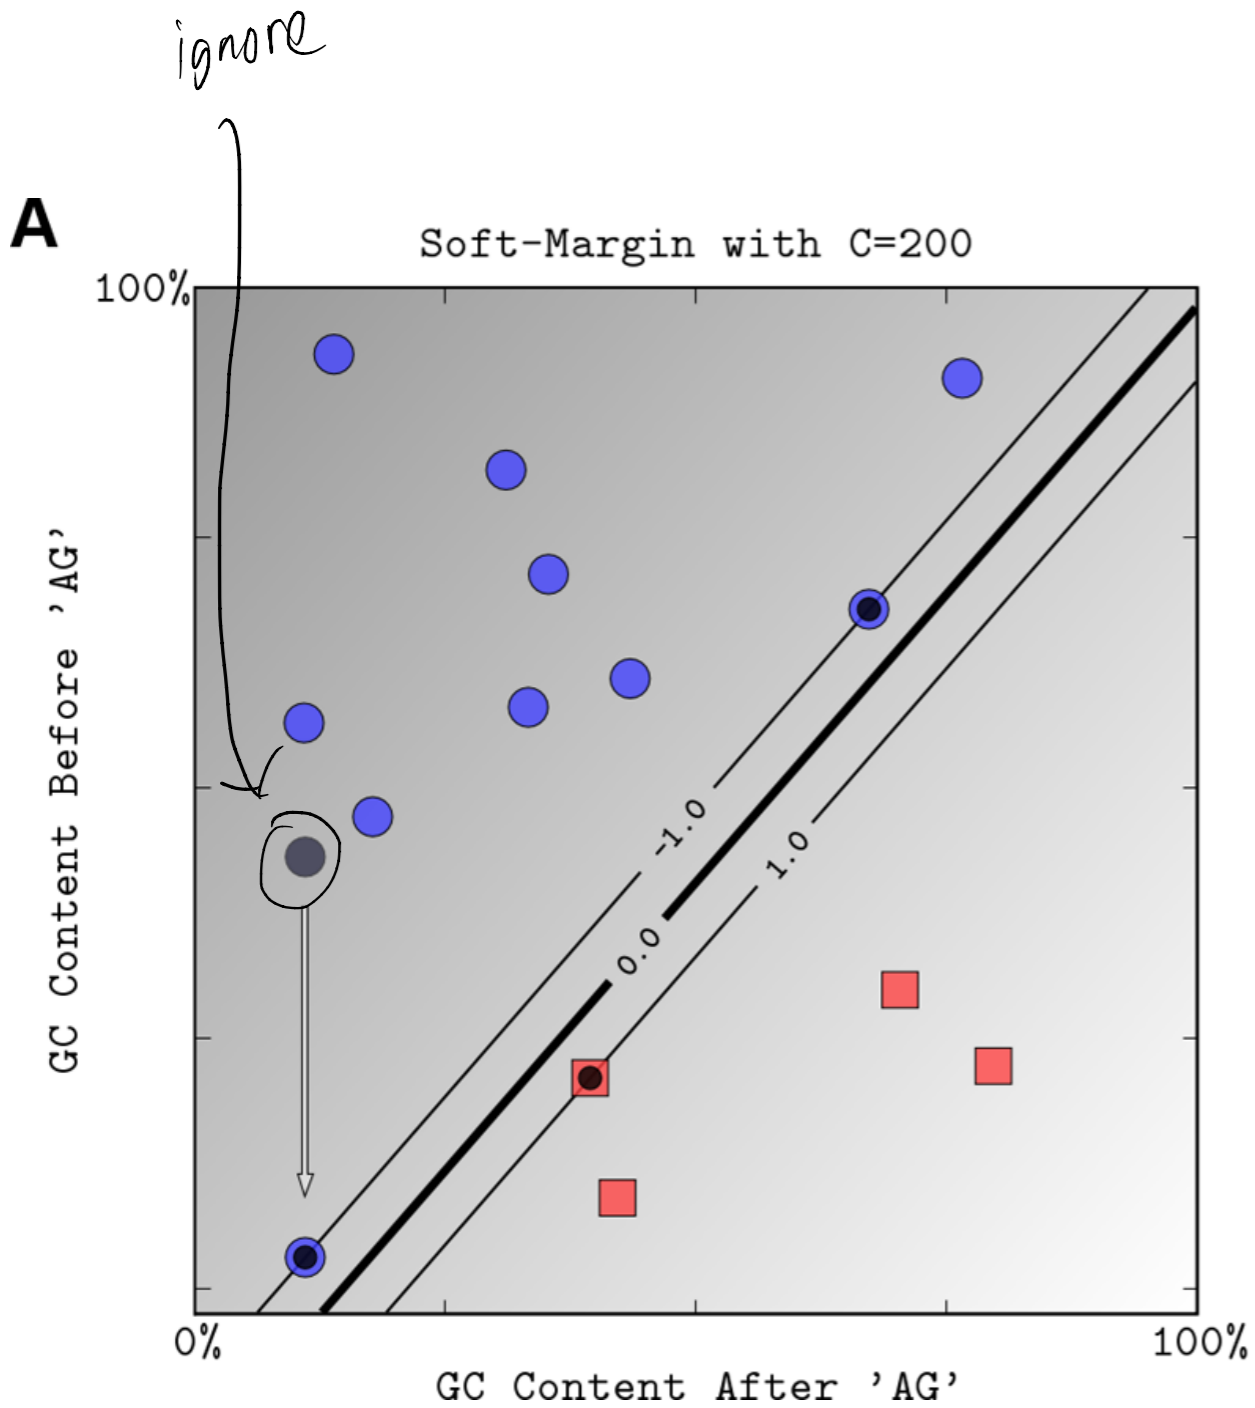 ignore
A
Soft-Margin with C=200
100%
GC Content Before 'AG'
-1.0
1.0
0.0
0%
100%
GC Content After 'AG'